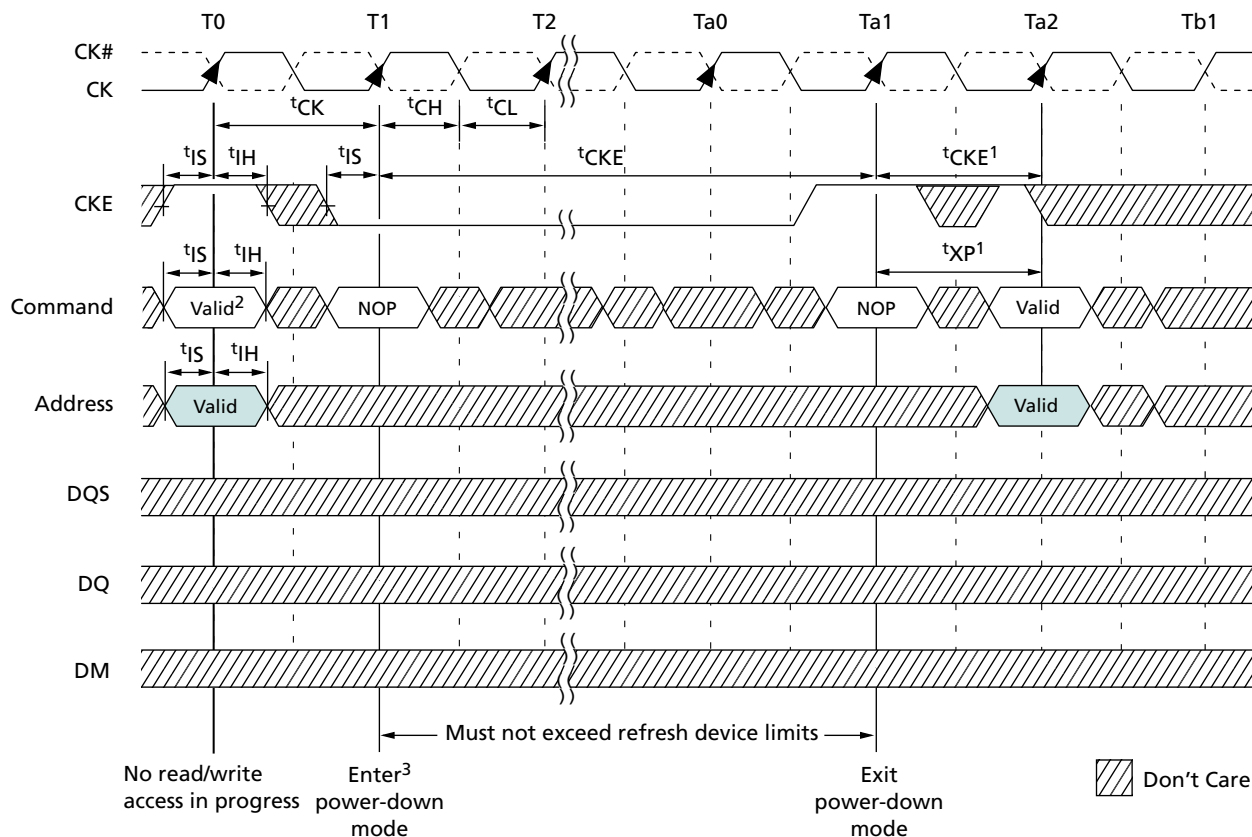 T0 T1 T2 Ta0 Ta1 Ta2 Tb1
CK#
CK
tCK tCH tCL
tIS tIH tIS tCKE tCKE1
CKE
tIS tIH tXP1
Command Valid2 NOP NOP Valid
tIS tIH
Address Valid Valid
DQS
DQ
DM
Must not exceed refresh device limits
No read/write
access in progress
Enter3
power-down
mode
Exit
power-down
mode
Don't Care